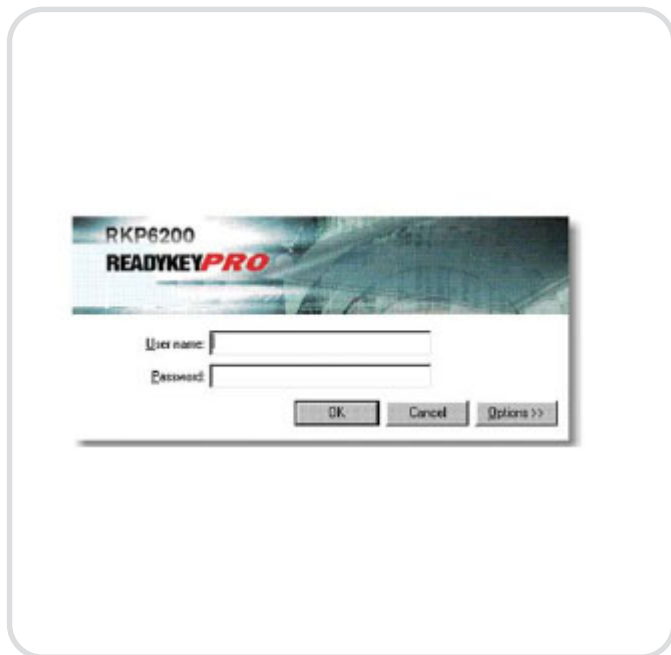 RKP6200
READYKEYPRO
User name:
Password:
OK Cancel Options >>